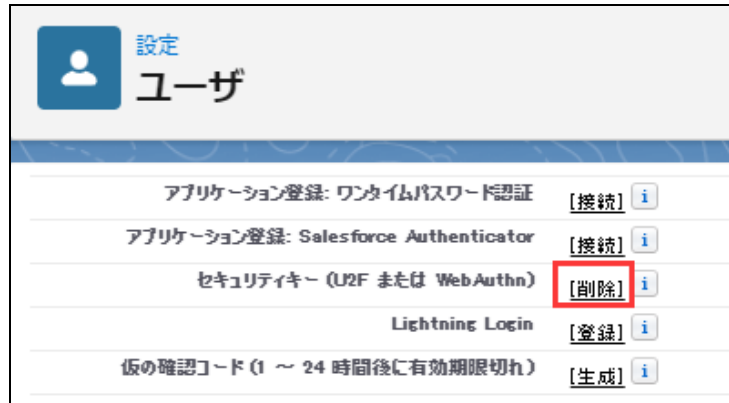 設定
ユーザ
アプリケーション登録: ワンタイムパスワード認証 [接続] i
アプリケーション登録: Salesforce Authenticator [接続] i
セキュリティキー (U2F または WebAuthn) [削除] i
Lightning Login [登録] i
仮の確認コード (1 ～ 24 時間後に有効期限切れ) [生成] i